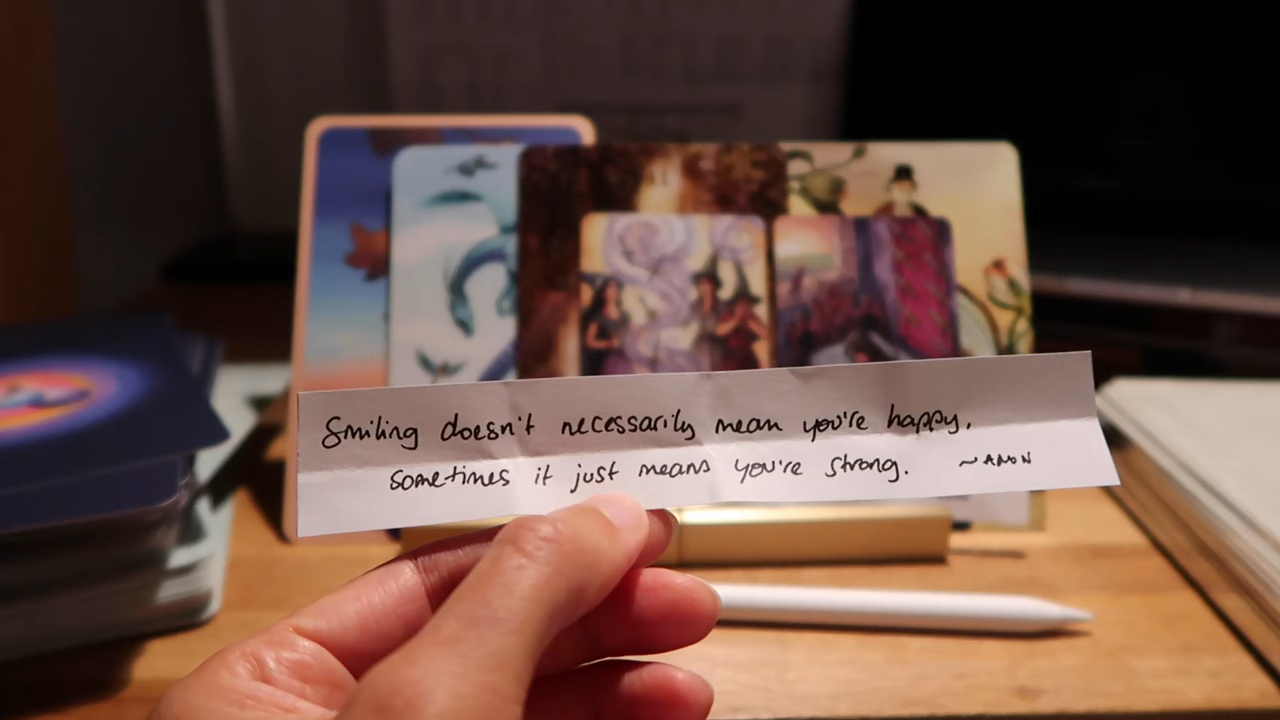 Smiling doesn't necessarily mean you're happy.
sometimes it just means you're strong. ~ANON